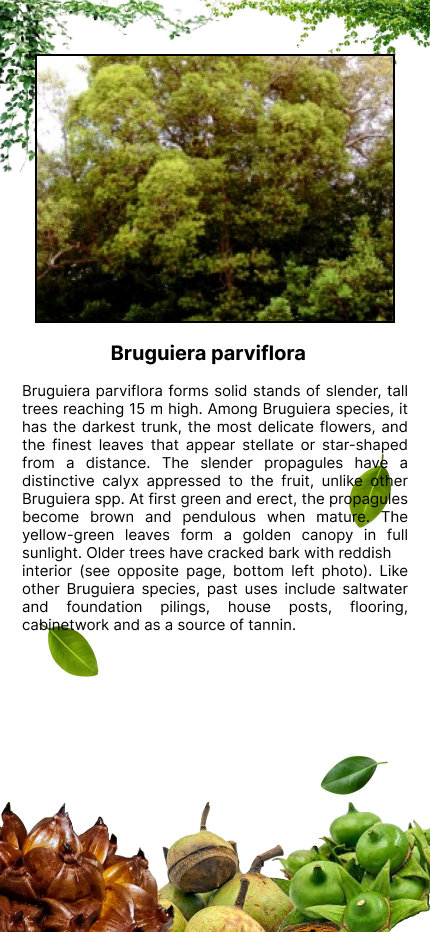 Bruguiera parviflora
Bruguiera parviflora forms solid stands of slender, tall
trees reaching 15 m high. Among Bruguiera species, it
has the darkest trunk, the most delicate flowers, and
the finest leaves that appear stellate or star-shaped
from a distance. The slender propagules have a
distinctive calyx appressed to the fruit, unlike other
Bruguiera spp. At first green and erect, the propagules
become brown and pendulous when mature. The
yellow-green leaves form a golden canopy in full
sunlight. Older trees have cracked bark with reddish
interior (see opposite page, bottom left photo). Like
other Bruguiera species, past uses include saltwater
and foundation pilings, house posts, flooring,
cabinetwork and as a source of tannin.